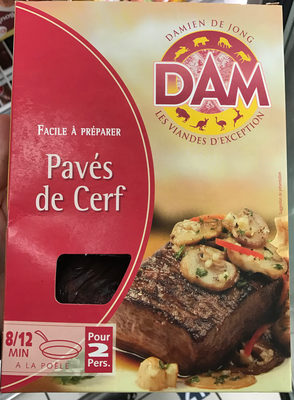 DAMIEN DE JONG
DAM
LES VIANDES D'EXCEPTION
FACILE À PRÉPARER
Pavés
de Cerf
8/12
MIN
A LA POÊLE
Pour
2
Pers.